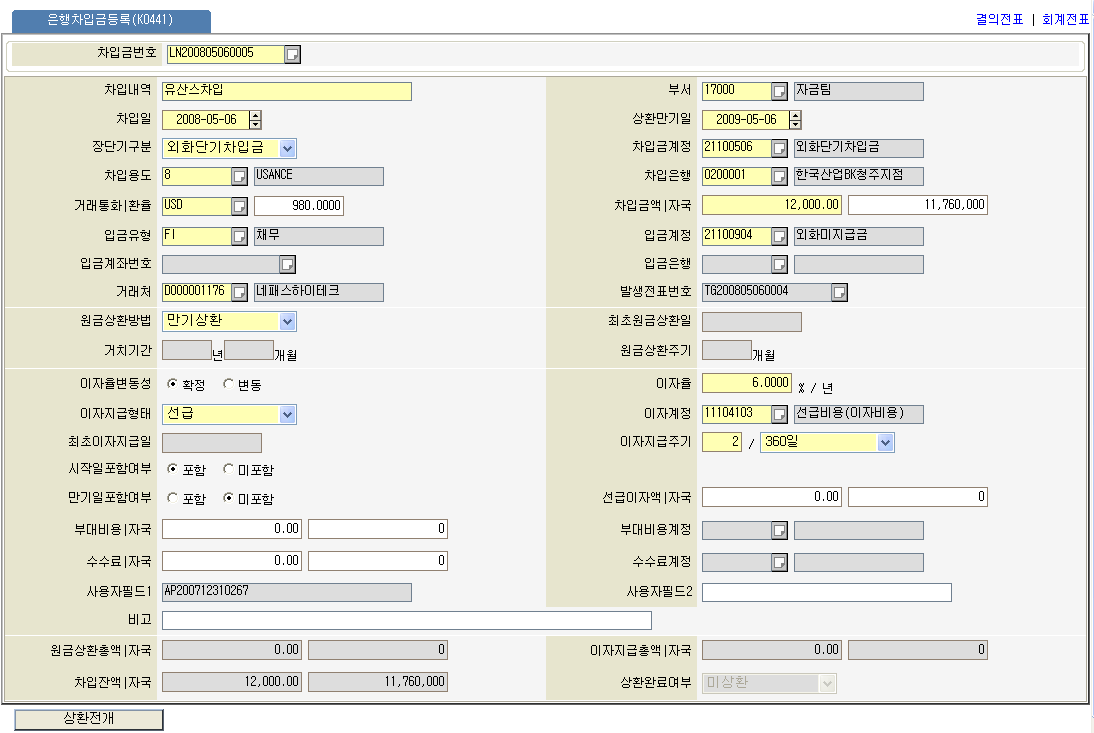 은행차입금등록(K0441)
결의전표 | 회계전표
차입금번호 LN200805060005
차입내역 유산스차입 부서 17000 자금팀
차입일 2008-05-06 상환만기일 2009-05-06
장단기구분 외화단기차입금 차입금계정 21100506 외화단기차입금
차입용도 8 USANCE 차입은행 0200001 한국산업BK청주지점
거래통화|환율 USD 980.0000 차입금액|자국 12,000.00 11,760,000
입금유형 FI 채무 입금계정 21100904 외화미지급금
입금계좌번호 입금은행
거래처 D000001176 네패스하이테크 발생전표번호 TG200805060004
원금상환방법 만기상환 최초원금상환일
거치기간 년 개월 원금상환주기 개월
이자율변동성 확정 변동 이자율 6.0000 % / 년
이자지급형태 선급 이자계정 11104103 선급비용(이자비용)
최초이자지급일 이자지급주기 2 / 360일
시작일포함여부 포함 미포함
만기일포함여부 포함 미포함 선급이자액|자국 0.00 0
부대비용|자국 0.00 0 부대비용계정
수수료|자국 0.00 0 수수료계정
사용자필드1 AP200712310267 사용자필드2
비고
원금상환총액|자국 0.00 0 이자지급총액|자국 0.00 0
차입잔액|자국 12,000.00 11,760,000 상환완료여부 미상환
상환전개